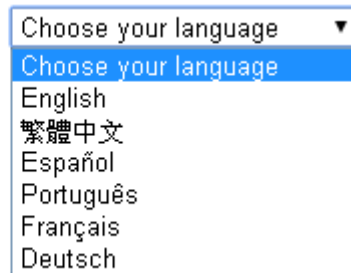 Choose your language
Choose your language
English
繁體中文
Español
Português
Français
Deutsch